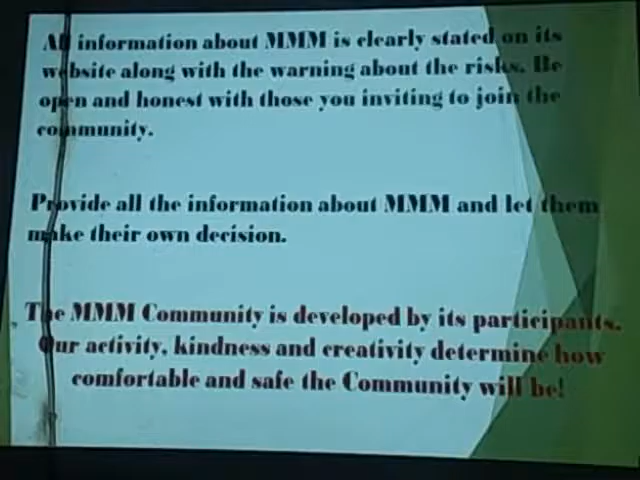 All information about MMM is clearly stated on its
website along with the warning about the risks. Be
open and honest with those you inviting to join the
community.
Provide all the information about MMM and let them
make their own decision.
The MMM Community is developed by its participants.
Our activity, kindness and creativity determine how
comfortable and safe the Community will be!